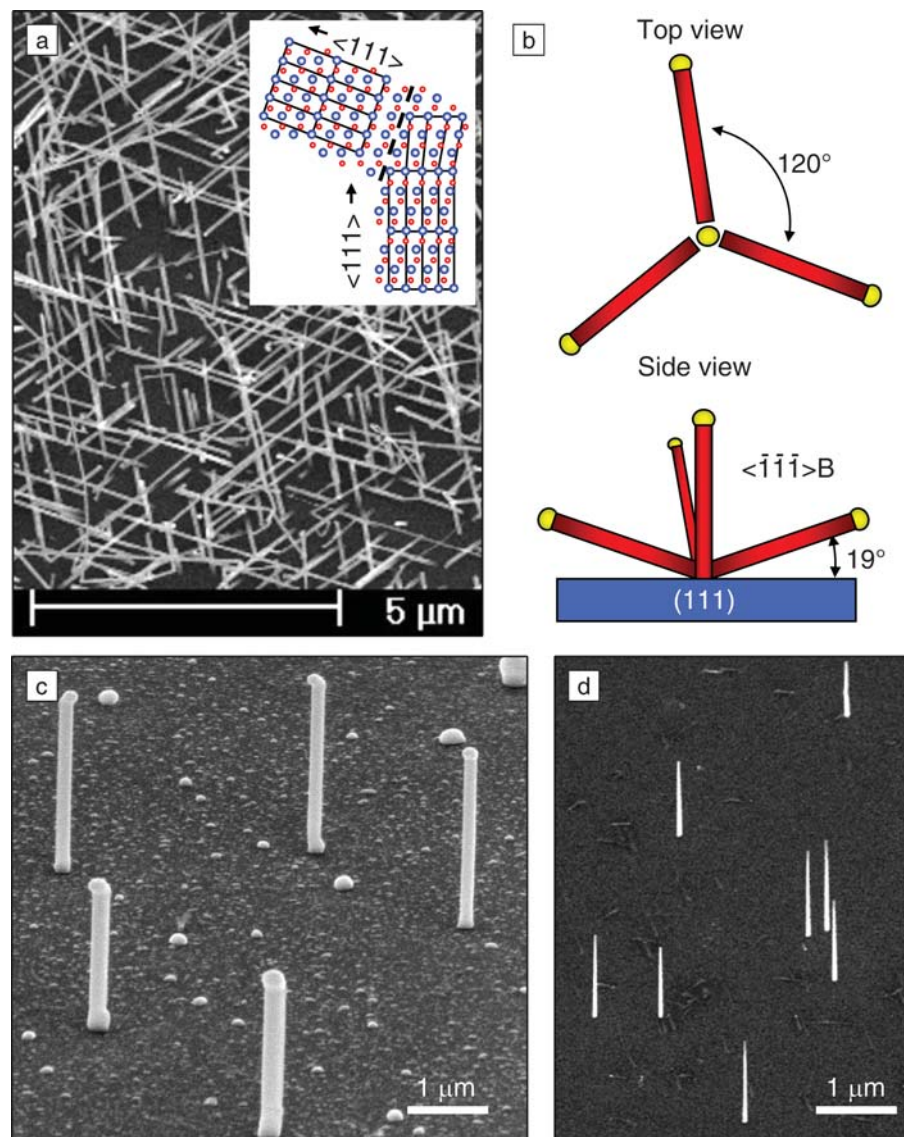 a
<111>
<111>
5 μm
b
Top view
120°
Side view
<1̄1̄1̄>B
19°
(111)
c
1 μm
d
1 μm